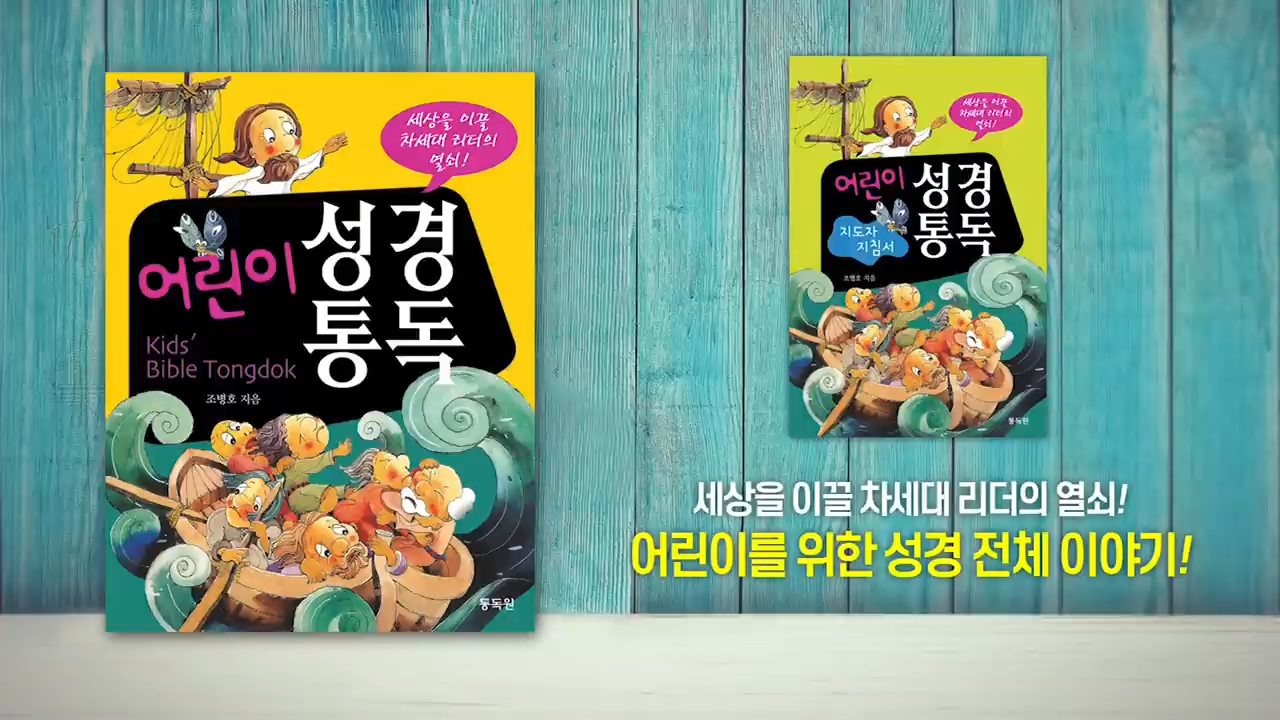 세상을 이끌
차세대 리더의
열쇠!
어린이 성경
통독
Kids'
Bible Tongdok
조병호 지음
통독원
세상을 이끌
차세대 리더의
열쇠!
어린이 성경
통독
지도자
지침서
조병호 지음
통독원
세상을 이끌 차세대 리더의 열쇠!
어린이를 위한 성경 전체 이야기!